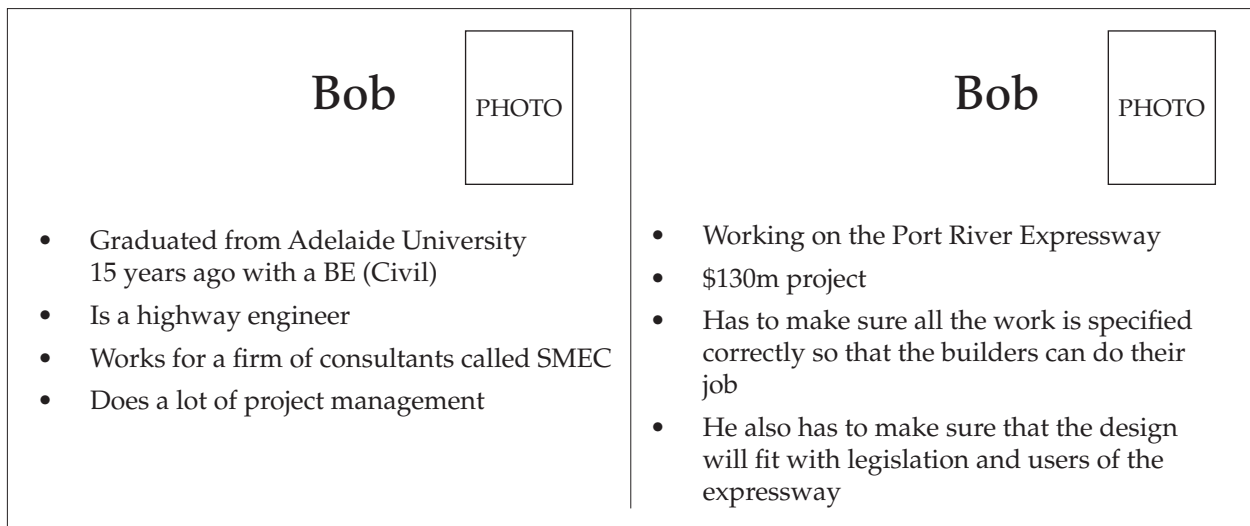 Bob
PHOTO
• Graduated from Adelaide University
15 years ago with a BE (Civil)
• Is a highway engineer
• Works for a firm of consultants called SMEC
• Does a lot of project management
Bob
PHOTO
• Working on the Port River Expressway
• $130m project
• Has to make sure all the work is specified
correctly so that the builders can do their
job
• He also has to make sure that the design
will fit with legislation and users of the
expressway